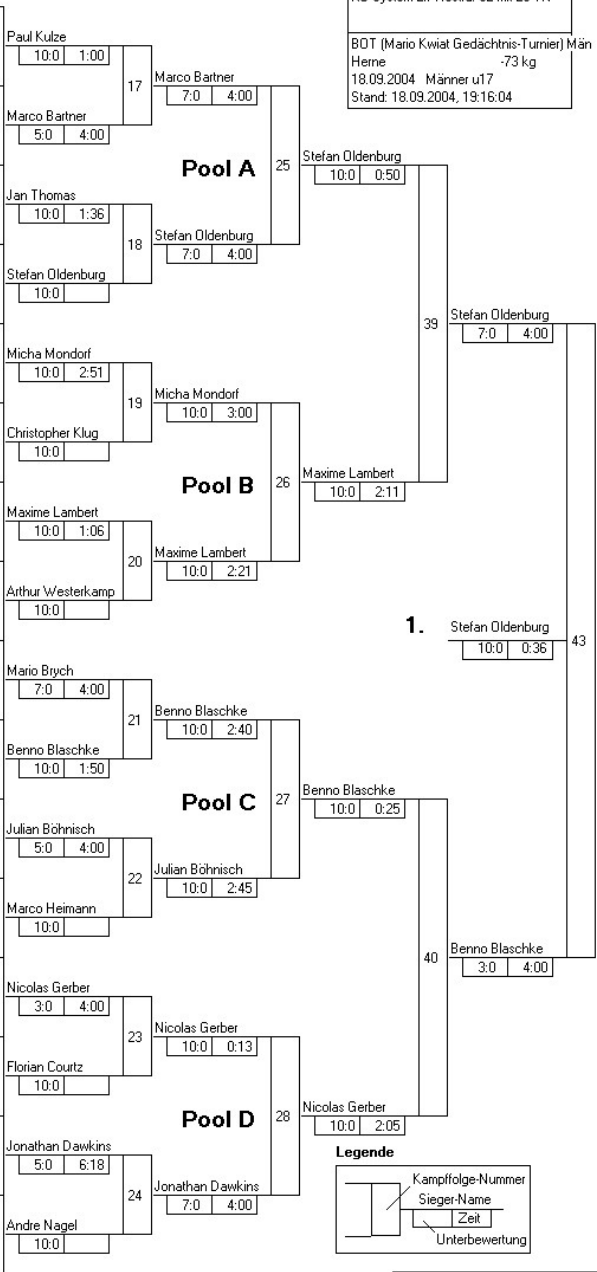 BOT (Mario Kwiat Gedächtnis-Turnier) Män
Herne -73 kg
18.09.2004 Männer u17
Stand: 18.09.2004, 19:16:04
Paul Kulze
10:0 1:00
17
Marco Bartner
5:0 4:00
Marco Bartner
7:0 4:00
Pool A
25
Jan Thomas
10:0 1:36
18
Stefan Oldenburg
10:0
Stefan Oldenburg
7:0 4:00
Stefan Oldenburg
10:0 0:50
39
Micha Mondorf
10:0 2:51
19
Christopher Klug
10:0
Micha Mondorf
10:0 3:00
Pool B
26
Maxime Lambert
10:0 1:06
20
Arthur Westerkamp
10:0
Maxime Lambert
10:0 2:21
Maxime Lambert
10:0 2:11
Stefan Oldenburg
7:0 4:00
1.
Stefan Oldenburg
10:0 0:36
43
Mario Brych
7:0 4:00
21
Benno Blaschke
10:0 1:50
Benno Blaschke
10:0 2:40
Pool C
27
Julian Böhnisch
5:0 4:00
22
Marco Heimann
10:0
Julian Böhnisch
10:0 2:45
Benno Blaschke
10:0 0:25
40
Benno Blaschke
3:0 4:00
Nicolas Gerber
3:0 4:00
23
Florian Courtz
10:0
Nicolas Gerber
10:0 0:13
Pool D
28
Jonathan Dawkins
5:0 6:18
24
Andre Nagel
10:0
Jonathan Dawkins
7:0 4:00
Nicolas Gerber
10:0 2:05
Legende
Kampffolge-Nummer
Sieger-Name
Zeit
Unterbewertung